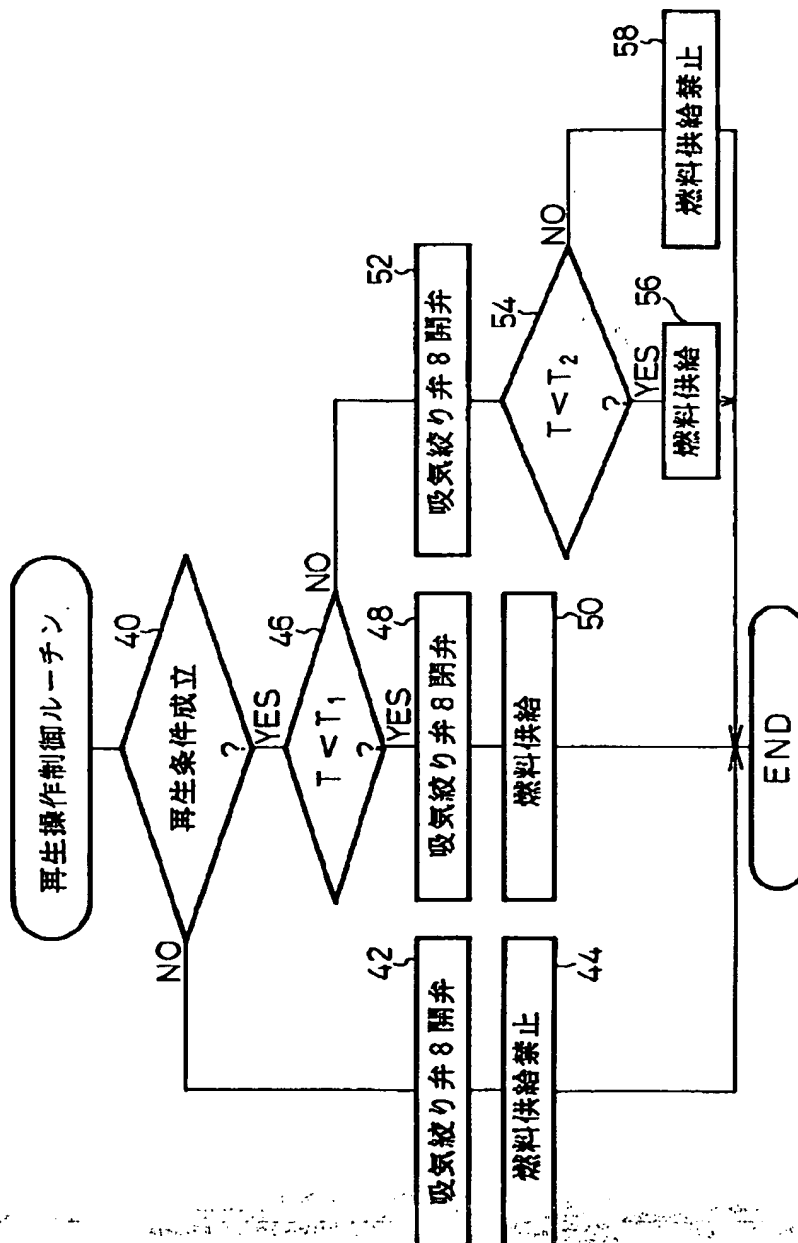 再生操作制御ルーチン
40
再生条件成立
?
NO
YES
46
T<T1
?
NO
YES
42
吸気絞り弁8開弁
44
燃料供給禁止
48
吸気絞り弁8閉弁
50
燃料供給
52
吸気絞り弁8開弁
54
T<T2
?
NO
YES
56
燃料供給
58
燃料供給禁止
END